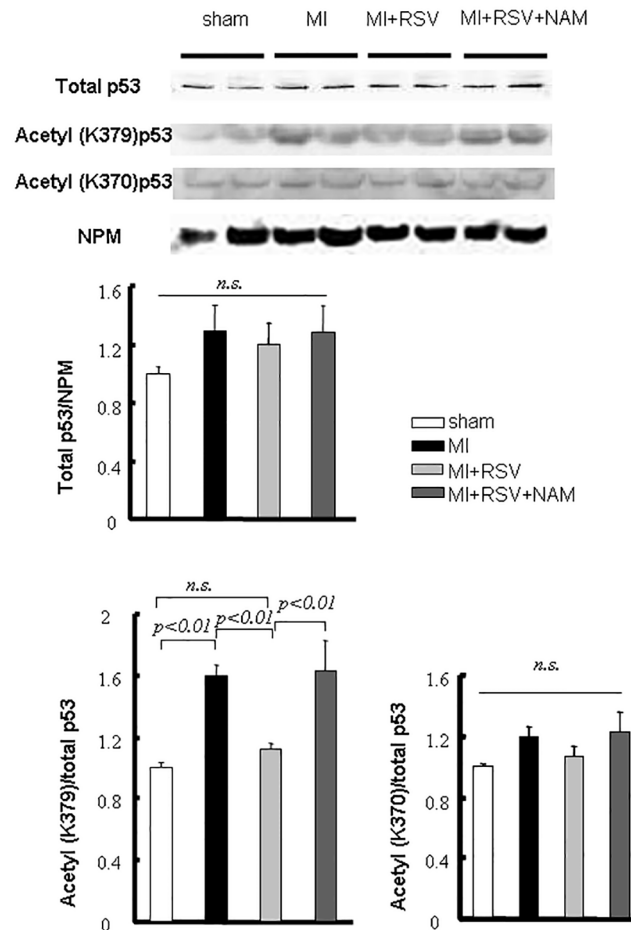 sham MI MI+RSV MI+RSV+NAM
Total p53
Acetyl (K379)p53
Acetyl (K370)p53
NPM
n.s.
1.6
1.2
0.8
0.4
0
Total p53/NPM
sham
MI
MI+RSV
MI+RSV+NAM
n.s.
p<0.01
p<0.01
p<0.01
2
1.6
1.2
0.8
0.4
0
Acetyl (K379)/total p53
n.s.
1.6
1.2
0.8
0.4
0
Acetyl (K370)/total p53